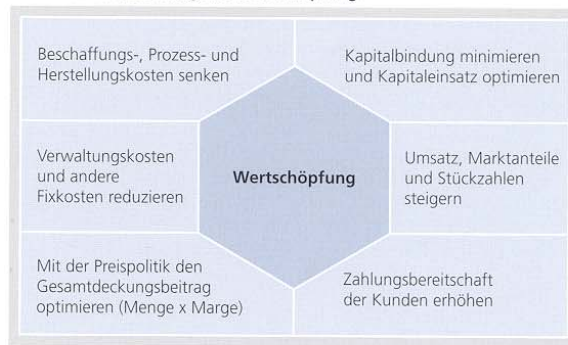 Beschaffungs-, Prozess- und
Herstellungskosten senken
Kapitalbindung minimieren
und Kapitaleinsatz optimieren
Verwaltungskosten
und andere
Fixkosten reduzieren
Wertschöpfung
Umsatz, Marktanteile
und Stückzahlen
steigern
Mit der Preispolitik den
Gesamtdeckungsbeitrag
optimieren (Menge x Marge)
Zahlungsbereitschaft
der Kunden erhöhen